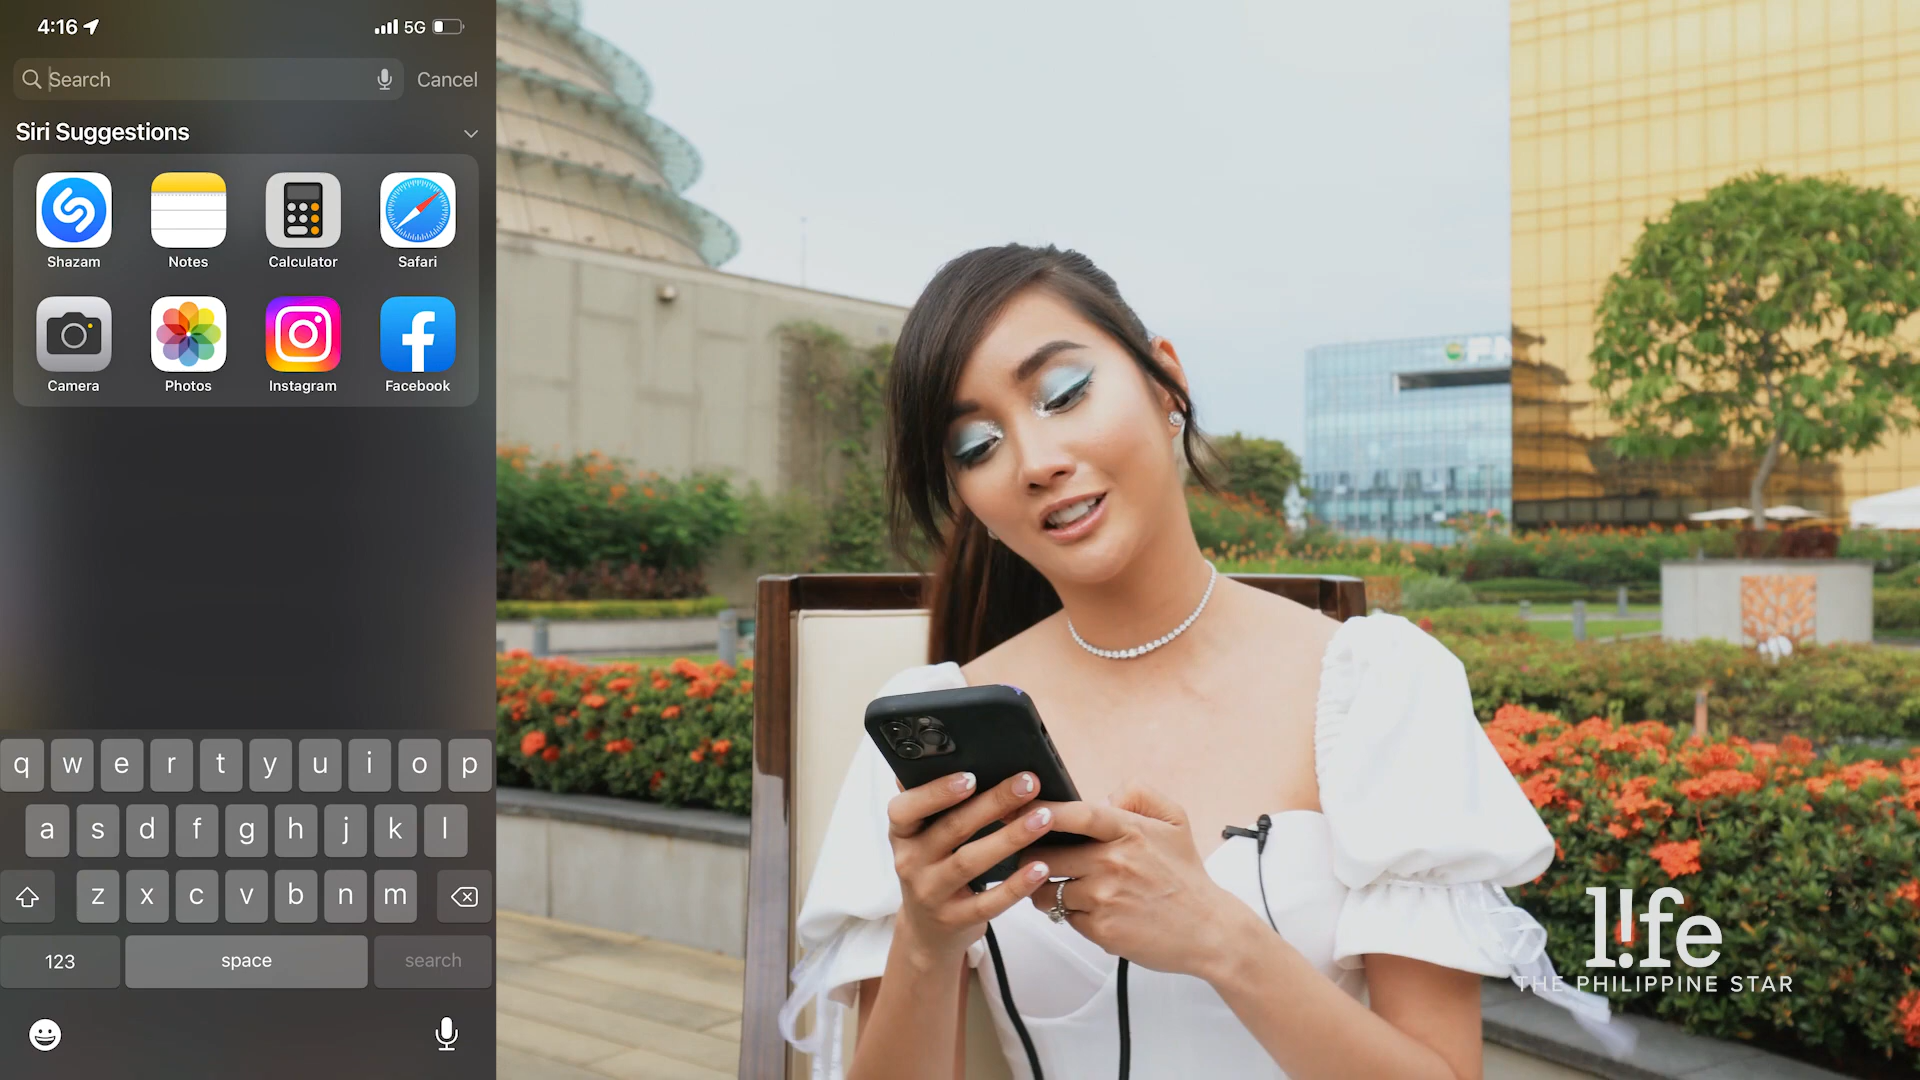 4:16
5G
Search
Cancel
Siri Suggestions
Shazam
Notes
Calculator
Safari
Camera
Photos
Instagram
Facebook
q w e r t y u i o p
a s d f g h j k l
z x c v b n m
123
space
search
l!fe
THE PHILIPPINE STAR